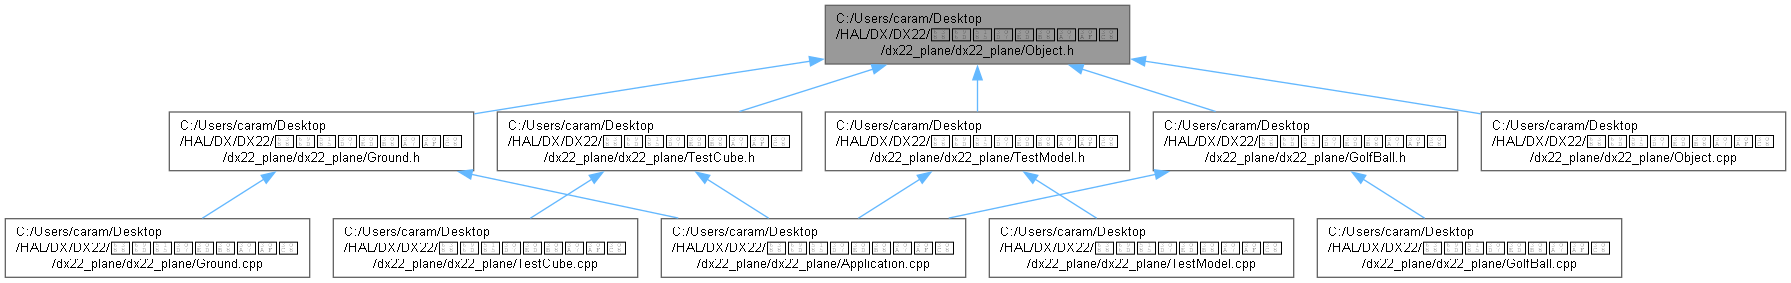 C:/Users/caram/Desktop
/HAL/DX/DX22/
/dx22_plane/dx22_plane/Object.h
C:/Users/caram/Desktop
/HAL/DX/DX22/
/dx22_plane/dx22_plane/Ground.h
C:/Users/caram/Desktop
/HAL/DX/DX22/
/dx22_plane/dx22_plane/TestCube.h
C:/Users/caram/Desktop
/HAL/DX/DX22/
/dx22_plane/dx22_plane/TestModel.h
C:/Users/caram/Desktop
/HAL/DX/DX22/
/dx22_plane/dx22_plane/GolfBall.h
C:/Users/caram/Desktop
/HAL/DX/DX22/
/dx22_plane/dx22_plane/Object.cpp
C:/Users/caram/Desktop
/HAL/DX/DX22/
/dx22_plane/dx22_plane/Ground.cpp
C:/Users/caram/Desktop
/HAL/DX/DX22/
/dx22_plane/dx22_plane/TestCube.cpp
C:/Users/caram/Desktop
/HAL/DX/DX22/
/dx22_plane/dx22_plane/Application.cpp
C:/Users/caram/Desktop
/HAL/DX/DX22/
/dx22_plane/dx22_plane/TestModel.cpp
C:/Users/caram/Desktop
/HAL/DX/DX22/
/dx22_plane/dx22_plane/GolfBall.cpp